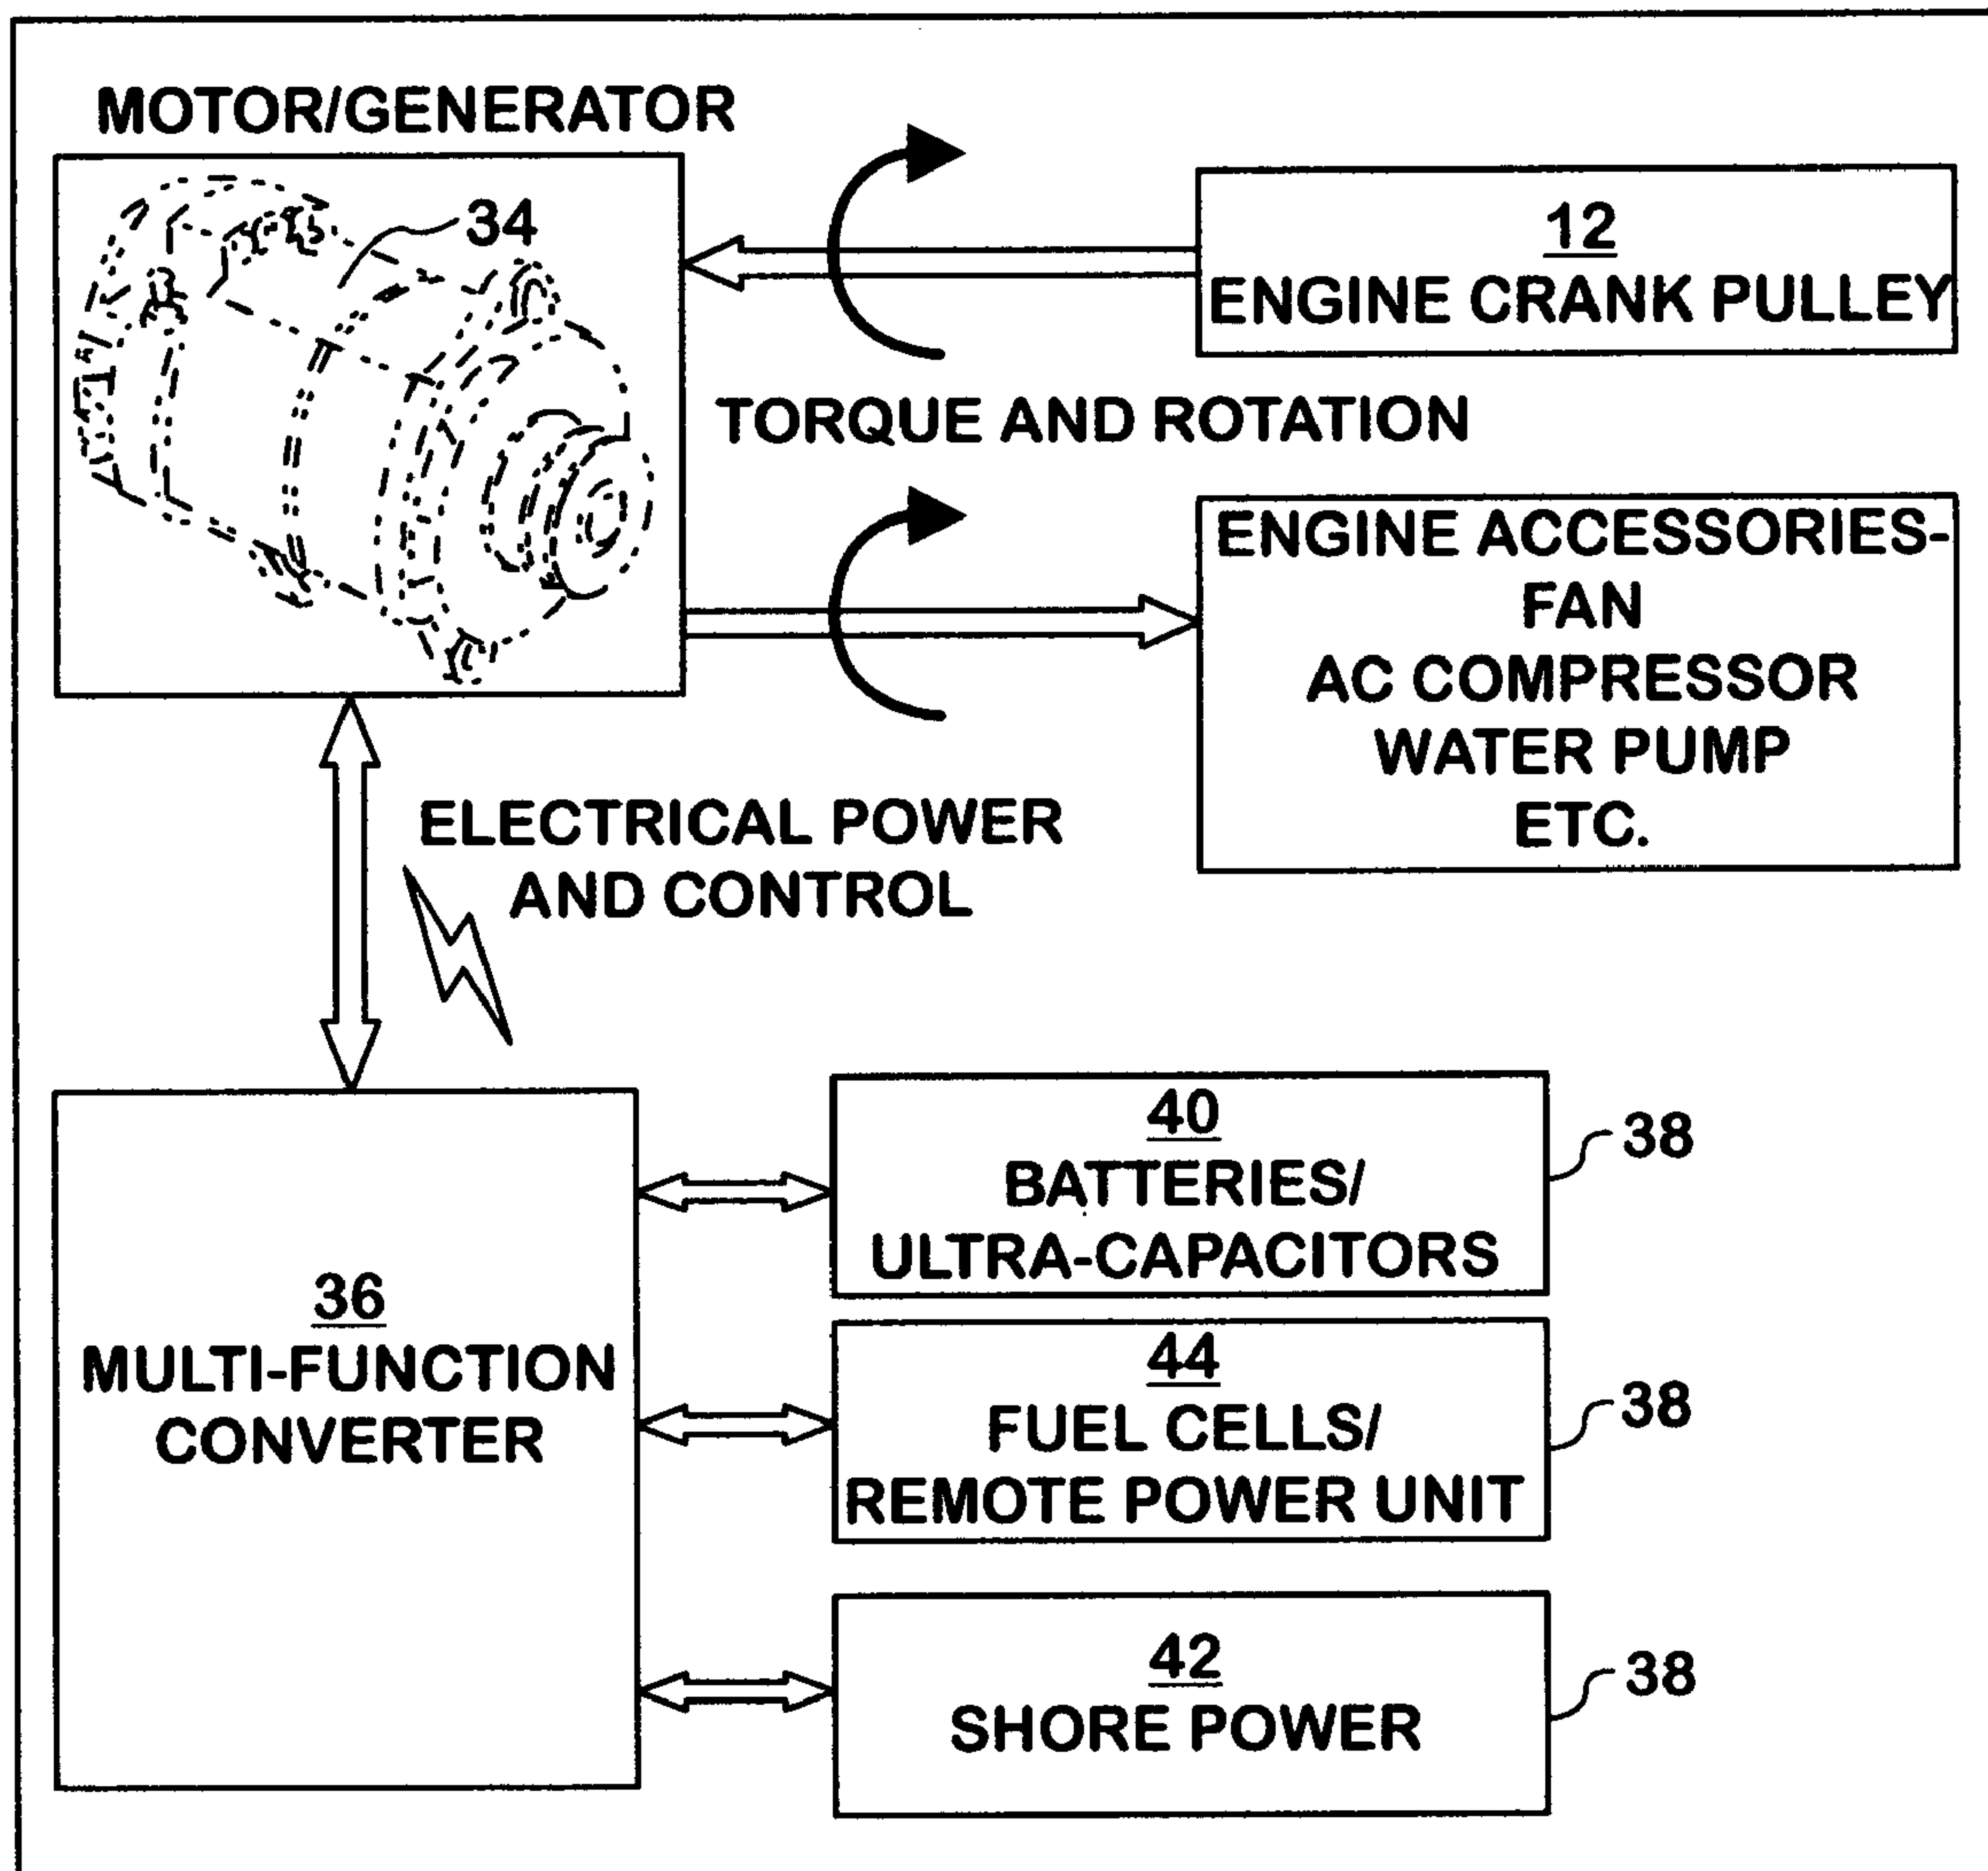 MOTOR/GENERATOR
34
12
ENGINE CRANK PULLEY
TORQUE AND ROTATION
ENGINE ACCESSORIES-
FAN
AC COMPRESSOR
WATER PUMP
ETC.
ELECTRICAL POWER
AND CONTROL
36
MULTI-FUNCTION
CONVERTER
40
BATTERIES/
ULTRA-CAPACITORS
38
44
FUEL CELLS/
REMOTE POWER UNIT
38
42
SHORE POWER
38